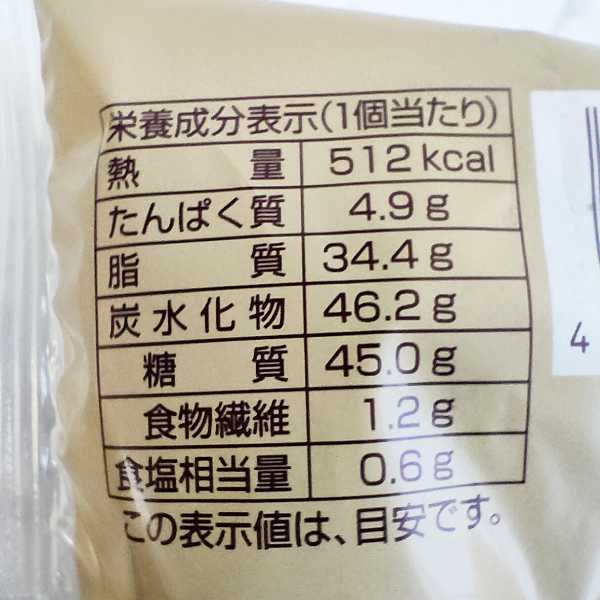 栄養成分表示(1個当たり)
熱量 512kcal
たんぱく質 4.9g
脂質 34.4g
炭水化物 46.2g
糖質 45.0g
食物繊維 1.2g
食塩相当量 0.6g
この表示値は、目安です。
4